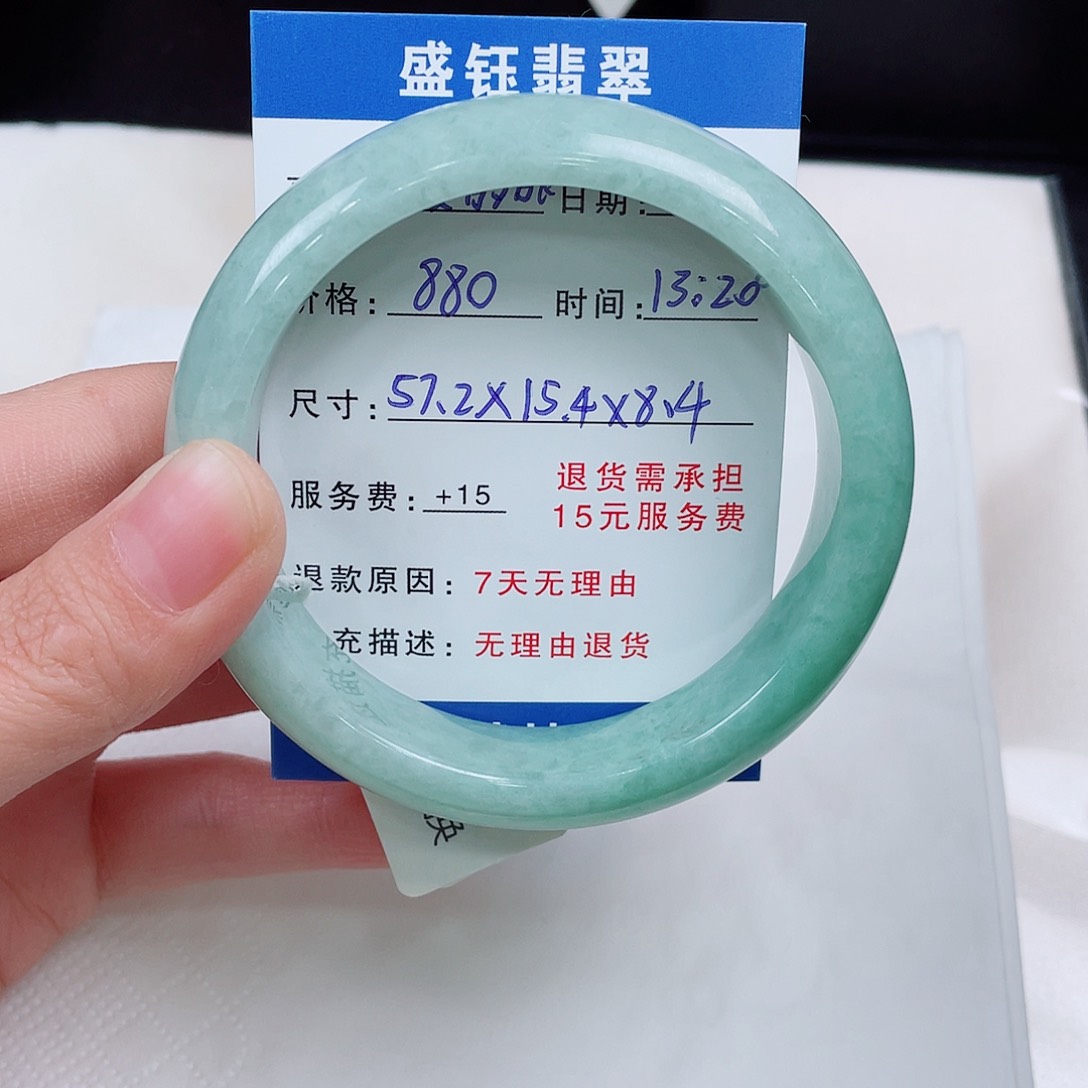 盛钰翡翠
日期:
价格: 880 时间: 13:20
尺寸: 57.2X15.4X8.4
服务费: +15 退货需承担
15元服务费
退款原因: 7天无理由
充描述: 无理由退货
换